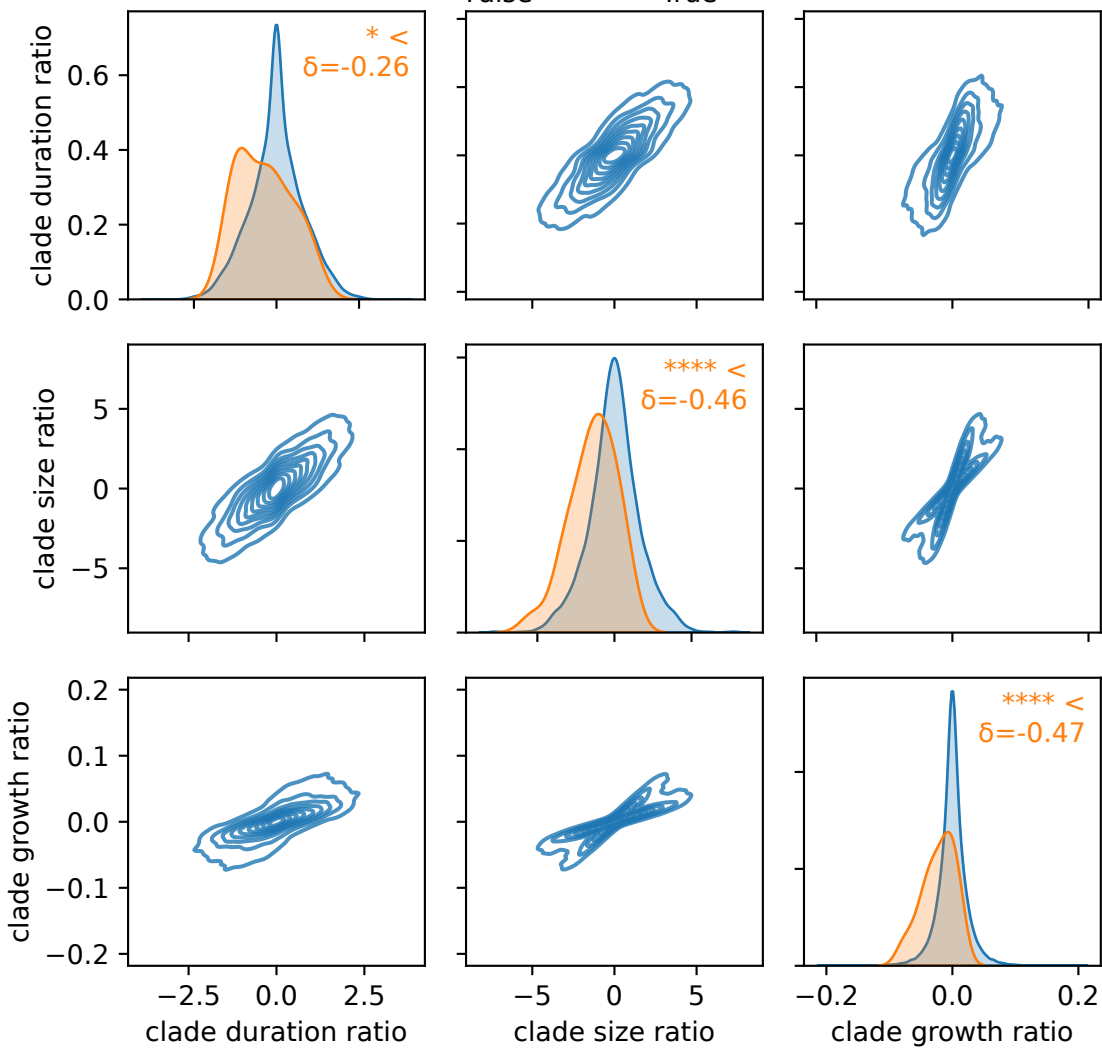 True
clade duration ratio
0.6
0.4
0.2
0.0
* <
δ=-0.26
clade size ratio
5
0
−5
**** <
δ=-0.46
clade growth ratio
0.2
0.1
0.0
−0.1
−0.2
**** <
δ=-0.47
−2.5 0.0 2.5
−5 0 5
−0.2 0.0 0.2
clade duration ratio
clade size ratio
clade growth ratio